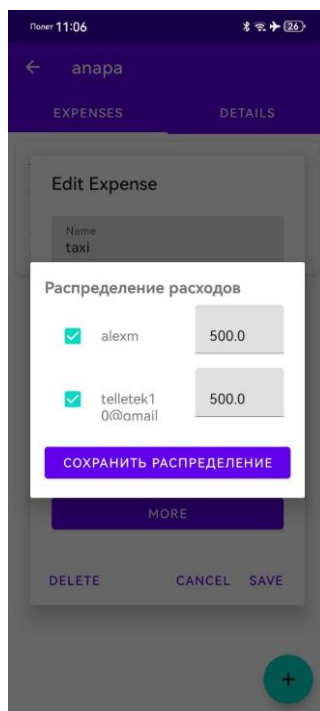 Полет 11:06 26
← anapa
EXPENSES DETAILS
Edit Expense
Name
taxi
Распределение расходов
alexm 500.0
telletek1 500.0
0@gmail
СОХРАНИТЬ РАСПРЕДЕЛЕНИЕ
MORE
DELETE CANCEL SAVE
+